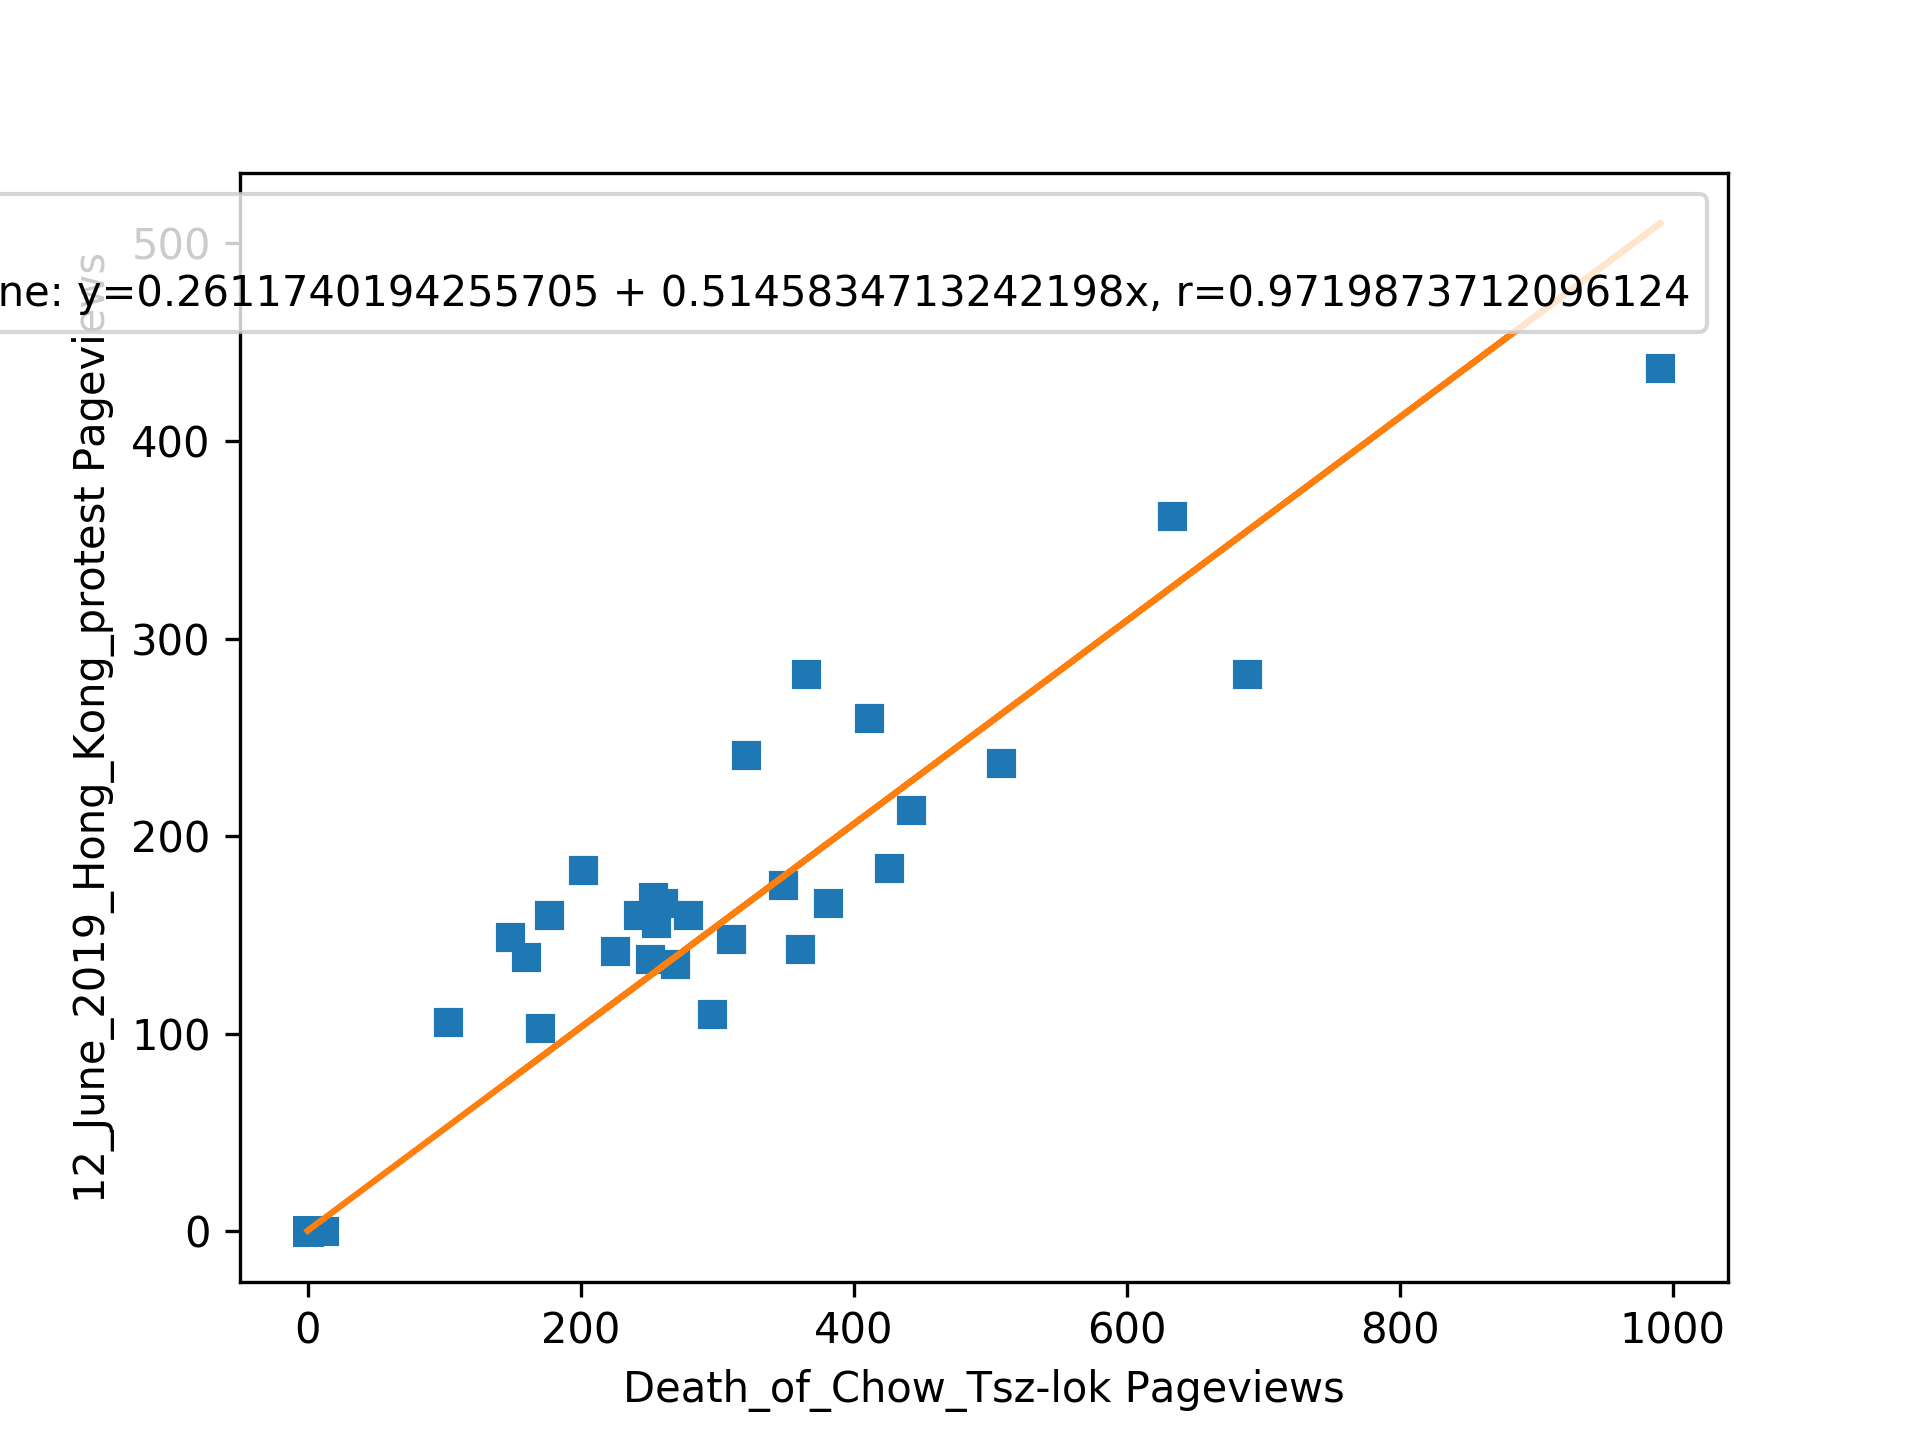 ne: y=0.2611740194255705 + 0.5145834713242198x, r=0.9719873712096124
12_June_2019_Hong_Kong_protest Pageviews
500
400
300
200
100
0
0 200 400 600 800 1000
Death_of_Chow_Tsz-lok Pageviews